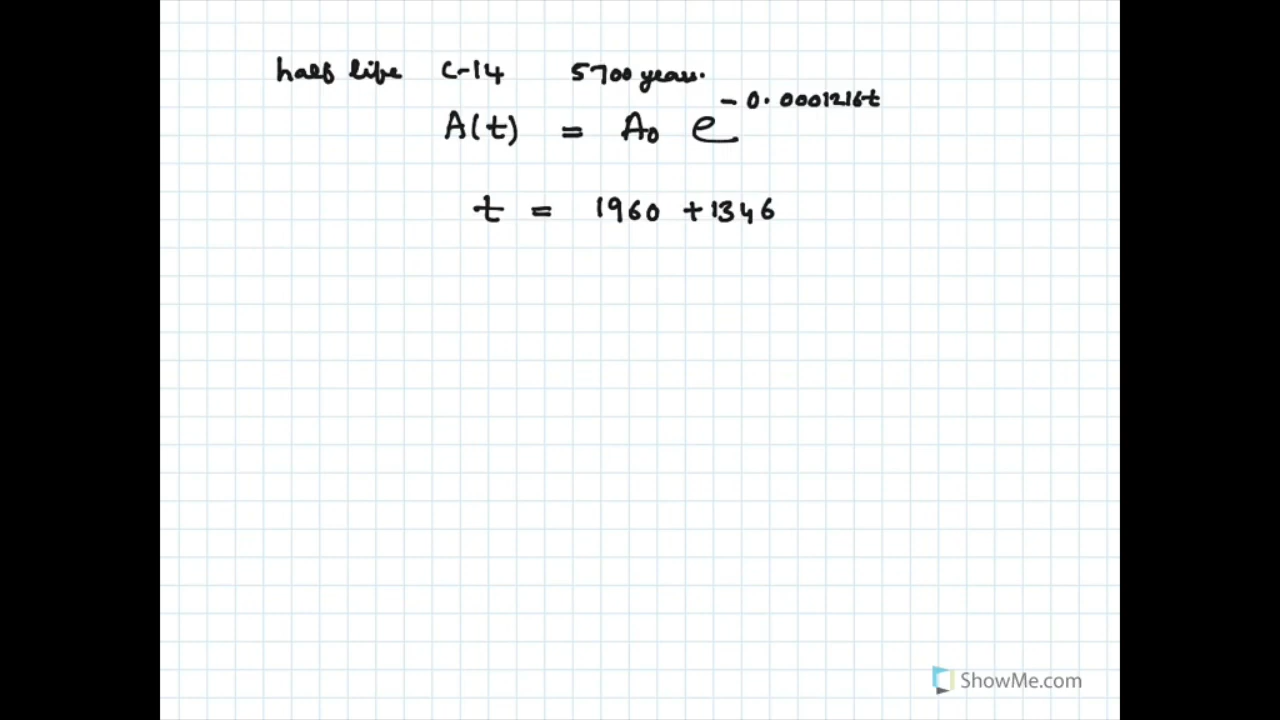 half life C-14 5700 years.
A(t) = A₀ e^{-0.0001216t}
t = 1960 + 1346
ShowMe.com